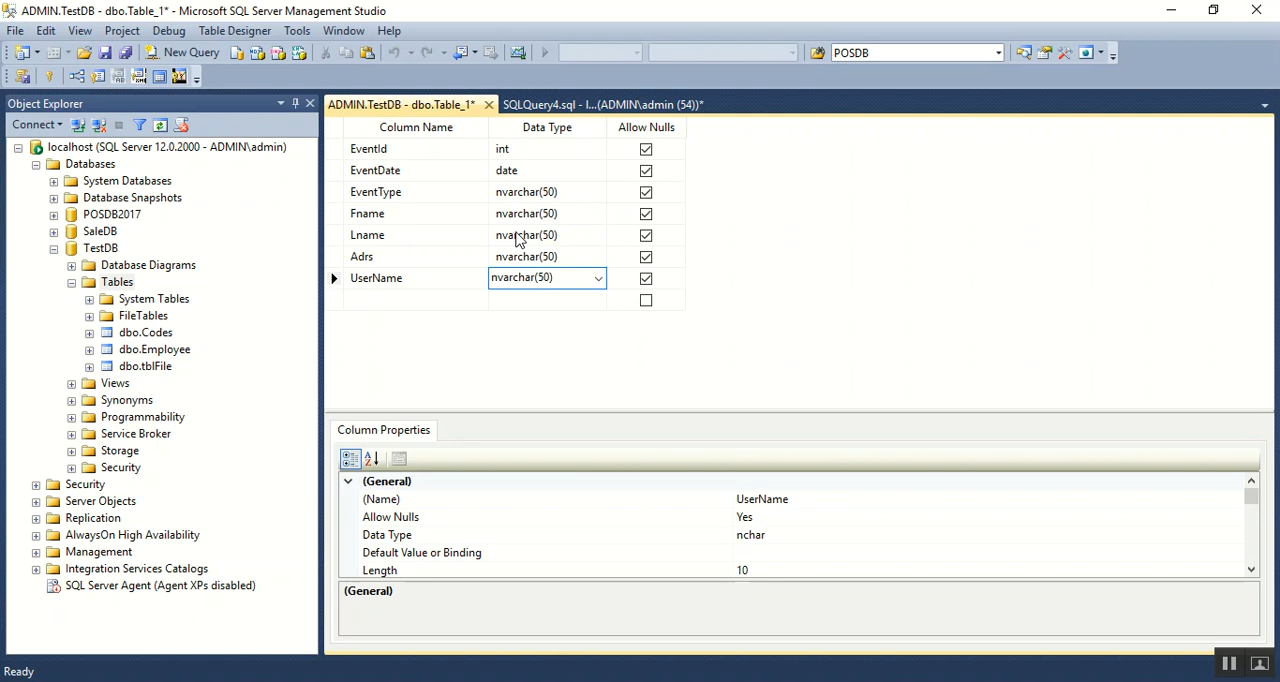 ADMIN.TestDB - dbo.Table_1* - Microsoft SQL Server Management Studio
File Edit View Project Debug Table Designer Tools Window Help
New Query POSDB
Object Explorer
Connect
localhost (SQL Server 12.0.2000 - ADMIN\admin)
Databases
System Databases
Database Snapshots
POSDB2017
SaleDB
TestDB
Database Diagrams
Tables
System Tables
FileTables
dbo.Codes
dbo.Employee
dbo.tblFile
Views
Synonyms
Programmability
Service Broker
Storage
Security
Security
Server Objects
Replication
AlwaysOn High Availability
Management
Integration Services Catalogs
SQL Server Agent (Agent XPs disabled)
ADMIN.TestDB - dbo.Table_1* SQLQuery4.sql - l...(ADMIN\admin (54))*
Column Name Data Type Allow Nulls
EventId int
EventDate date
EventType nvarchar(50)
Fname nvarchar(50)
Lname nvarchar(50)
Adrs nvarchar(50)
UserName nvarchar(50)
Column Properties
(General)
(Name) UserName
Allow Nulls Yes
Data Type nchar
Default Value or Binding
Length 10
(General)
Ready